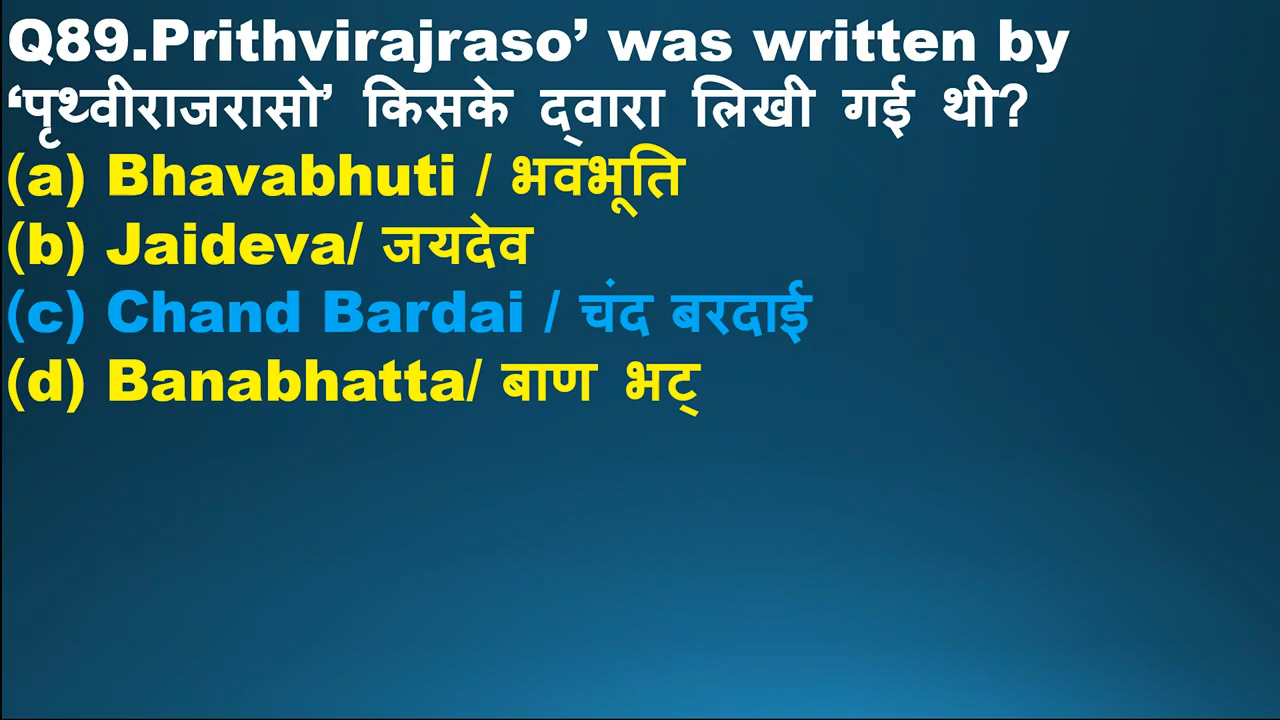 Q89.Prithvirajraso’ was written by
‘पृथ्वीराजरासो’ किसके द्वारा लिखी गई थी?
(a) Bhavabhuti / भवभूति
(b) Jaideva/ जयदेव
(c) Chand Bardai / चंद बरदाई
(d) Banabhatta/ बाण भट्